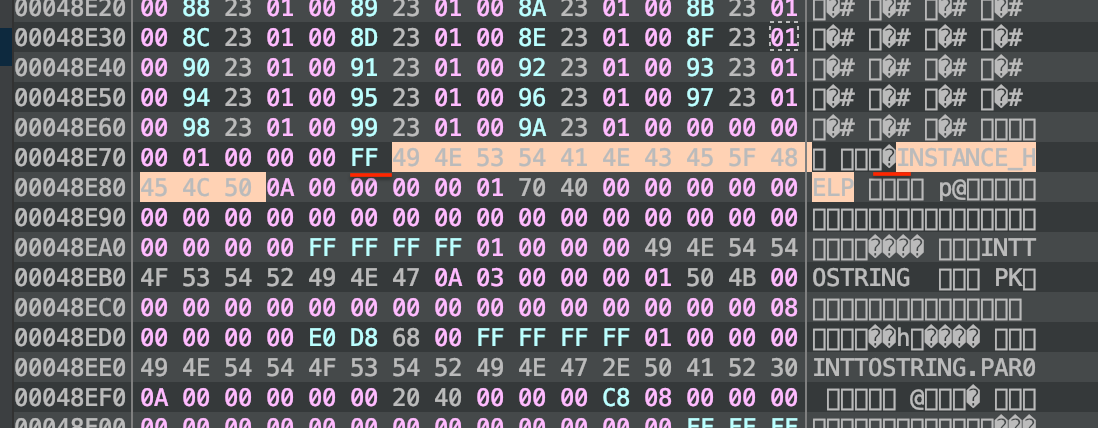 00048E20 00 88 23 01 00 89 23 01 00 8A 23 01 00 8B 23 01 ▯�# ▯�# ▯�# ▯�#
00048E30 00 8C 23 01 00 8D 23 01 00 8E 23 01 00 8F 23 01 ▯�# ▯�# ▯�# ▯�#
00048E40 00 90 23 01 00 91 23 01 00 92 23 01 00 93 23 01 ▯�# ▯�# ▯�# ▯�#
00048E50 00 94 23 01 00 95 23 01 00 96 23 01 00 97 23 01 ▯�# ▯�# ▯�# ▯�#
00048E60 00 98 23 01 00 99 23 01 00 9A 23 01 00 00 00 00 ▯�# ▯�# ▯�# ▯▯▯▯
00048E70 00 01 00 00 00 FF 49 4E 53 54 41 4E 43 45 5F 48 ▯ ▯▯▯�INSTANCE_H
00048E80 45 4C 50 0A 00 00 00 00 01 70 40 00 00 00 00 00 ELP ▯▯▯▯ p@▯▯▯▯▯
00048E90 00 00 00 00 00 00 00 00 00 00 00 00 00 00 00 00 ▯▯▯▯▯▯▯▯▯▯▯▯▯▯▯▯
00048EA0 00 00 00 00 FF FF FF FF 01 00 00 00 49 4E 54 54 ▯▯▯▯���� ▯▯▯INTT
00048EB0 4F 53 54 52 49 4E 47 0A 03 00 00 00 01 50 4B 00 OSTRING ▯▯▯ PK▯
00048EC0 00 00 00 00 00 00 00 00 00 00 00 00 00 00 00 08 ▯▯▯▯▯▯▯▯▯▯▯▯▯▯▯
00048ED0 00 00 00 00 E0 D8 68 00 FF FF FF FF 01 00 00 00 ▯▯▯▯��h▯���� ▯▯▯
00048EE0 49 4E 54 54 4F 53 54 52 49 4E 47 2E 50 41 52 30 INTTOSTRING.PAR0
00048EF0 0A 00 00 00 00 00 20 40 00 00 00 C8 08 00 00 00 ▯▯▯▯▯ @▯▯▯� ▯▯▯